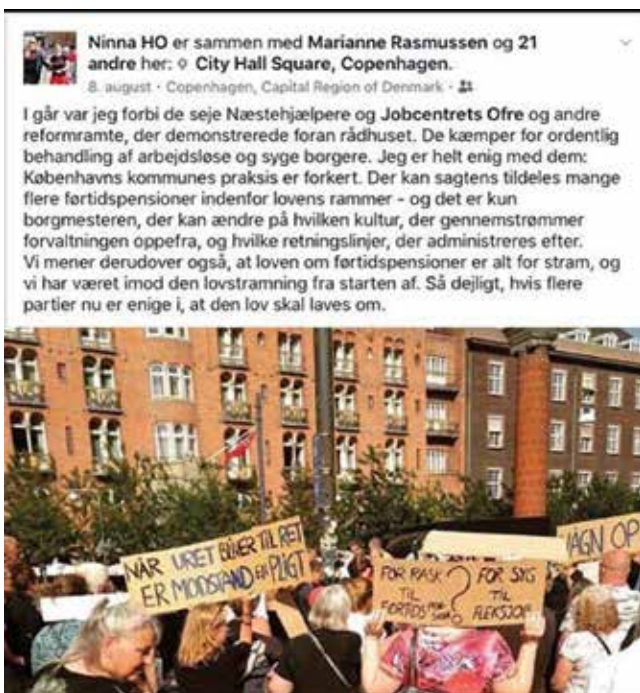 Ninna HO er sammen med Marianne Rasmussen og 21
andre her: City Hall Square, Copenhagen.
8. august · Copenhagen, Capital Region of Denmark ·
I går var jeg forbi de seje Næstehjælpere og Jobcentrets Ofre og andre
reformramte, der demonstrerede foran rådhuset. De kæmper for ordentlig
behandling af arbejdsløse og syge borgere. Jeg er helt enig med dem:
Københavns kommunes praksis er forkert. Der kan sagtens tildeles mange
flere førtidspensioner indenfor lovens rammer - og det er kun
borgmesteren, der kan ændre på hvilken kultur, der gennemstrømmer
forvaltningen oppefra, og hvilke retningslinjer, der administreres efter.
Vi mener derudover også, at loven om førtidspensioner er alt for stram, og
vi har været imod den lovstramning fra starten af. Så dejligt, hvis flere
partier nu er enige i, at den lov skal laves om.
NÅR URET BLIVER TIL RET
ER MODSTAND EN PLIGT
FOR RASK ? FOR SYG
TIL TIL
VAGN OP